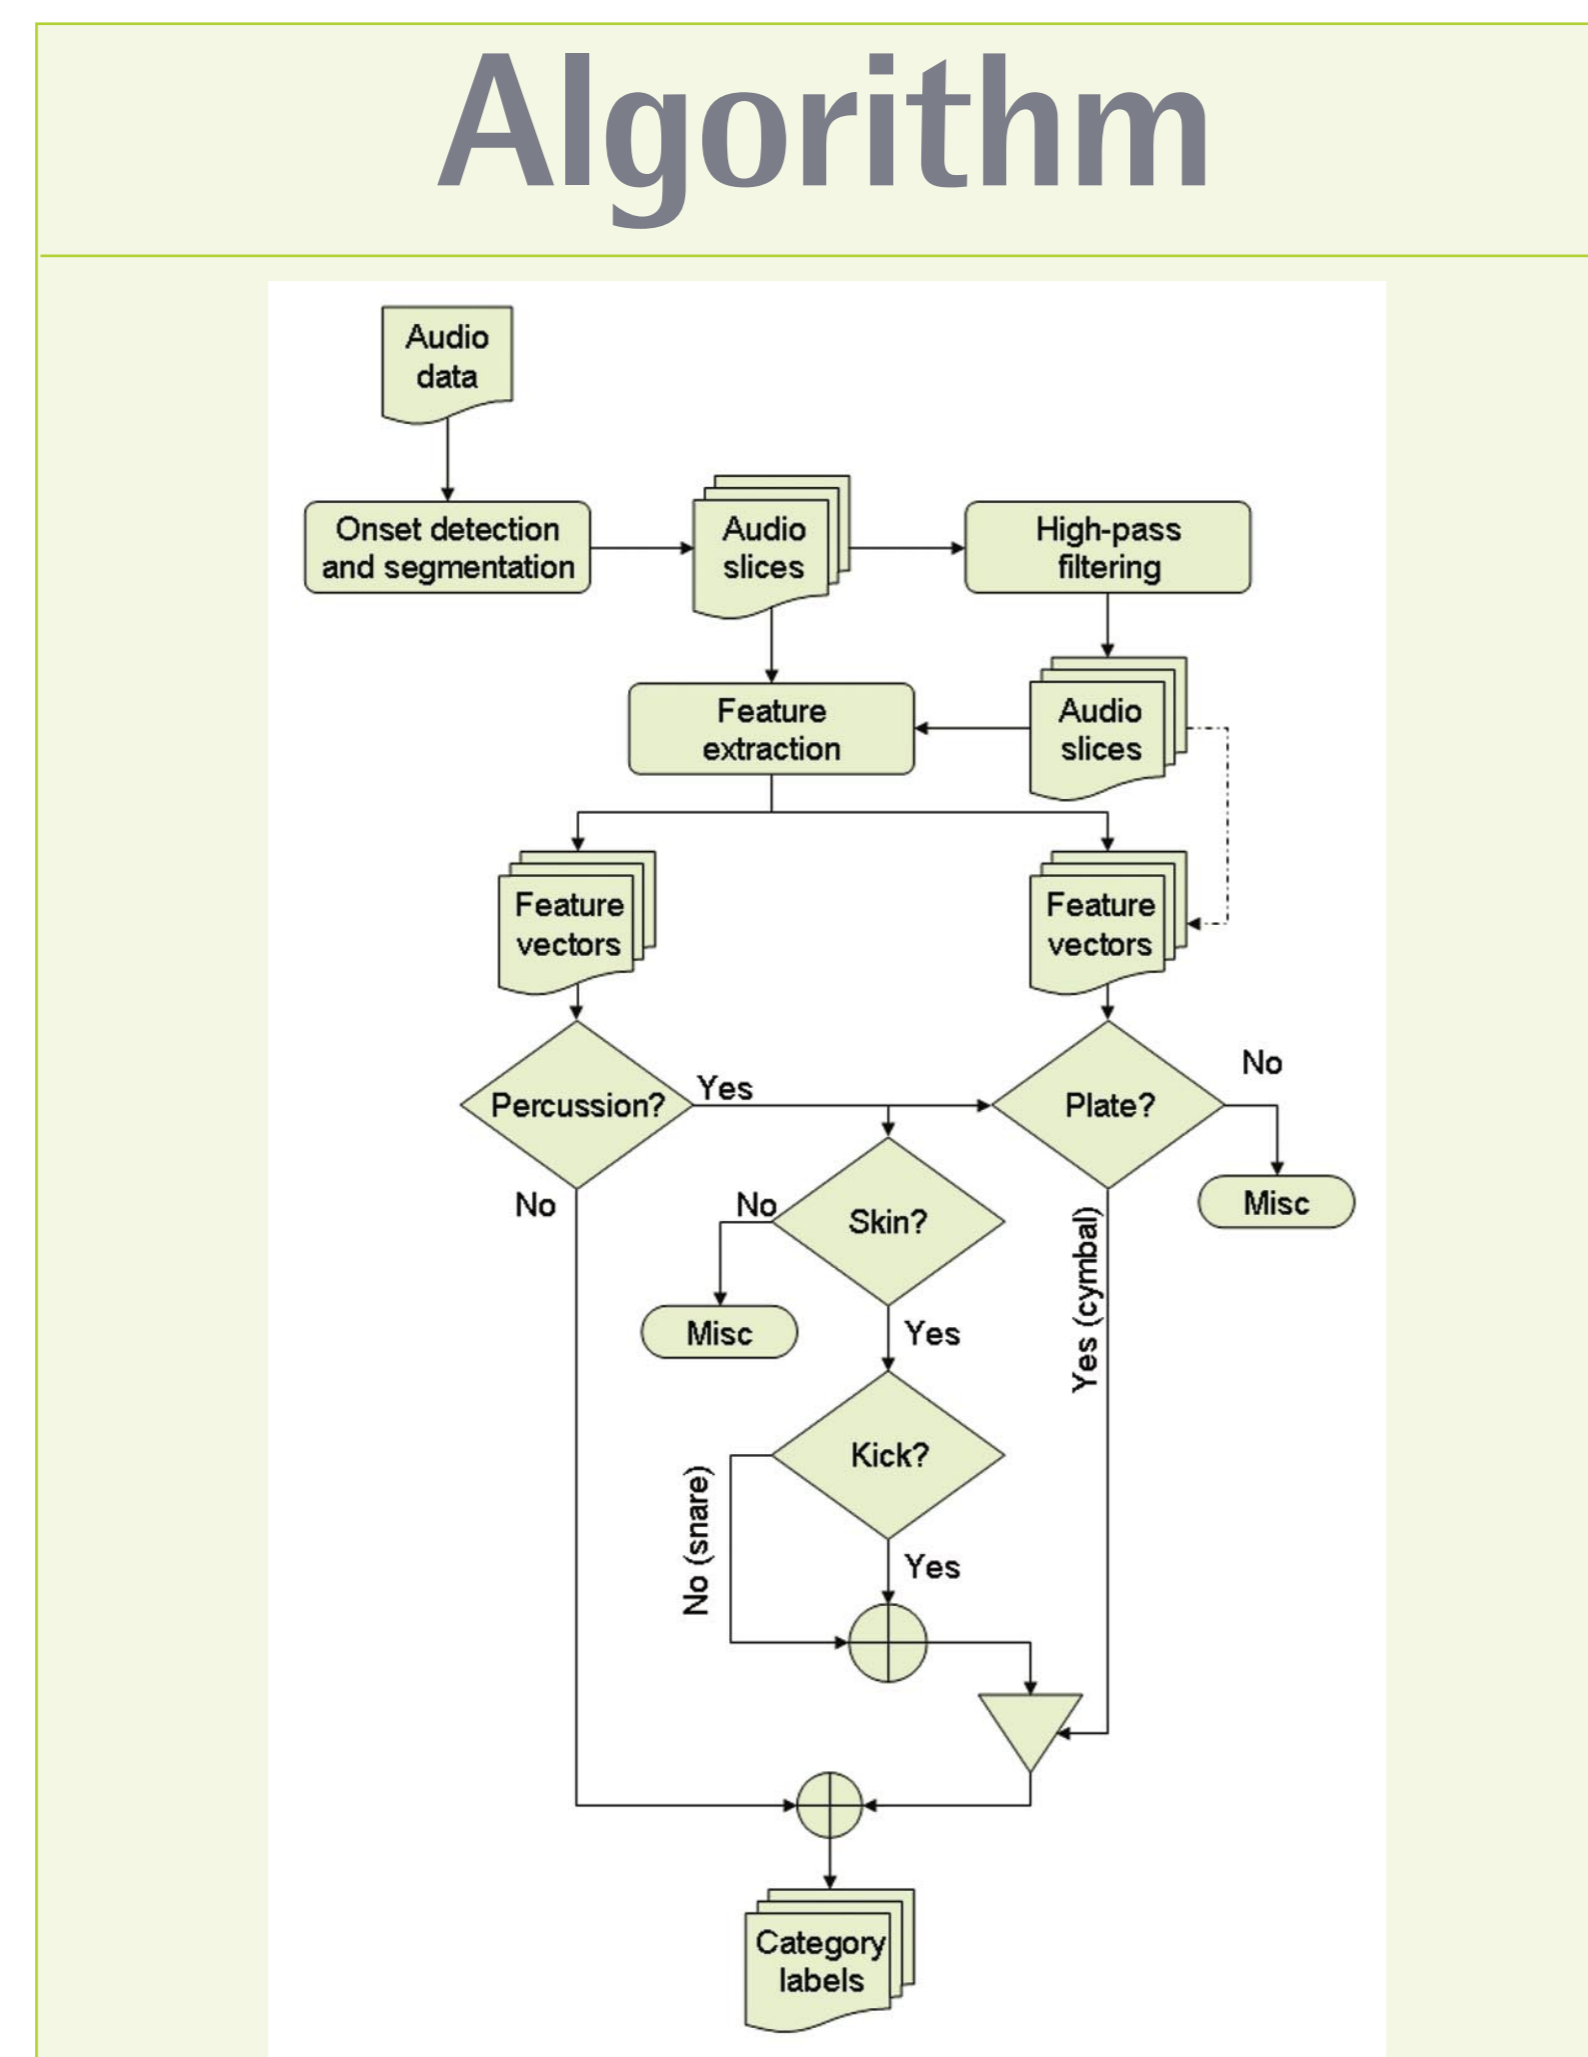 Algorithm
Audio
data
Onset detection
and segmentation
Audio
slices
High-pass
filtering
Feature
extraction
Audio
slices
Feature
vectors
Feature
vectors
Percussion?
Yes
Plate?
No
No
No
Skin?
Misc
Misc
Yes
Yes (cymbal)
Kick?
No (snare)
Yes
Category
labels